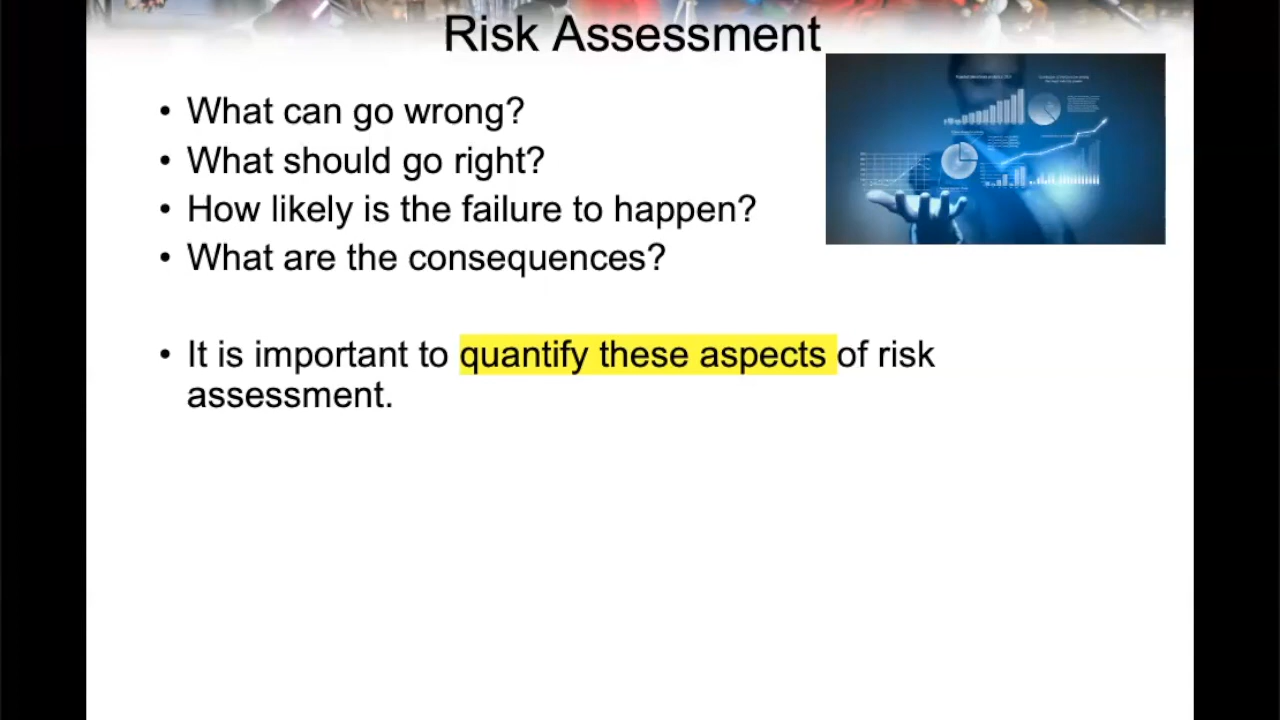 Risk Assessment
• What can go wrong?
• What should go right?
• How likely is the failure to happen?
• What are the consequences?
• It is important to quantify these aspects of risk
assessment.